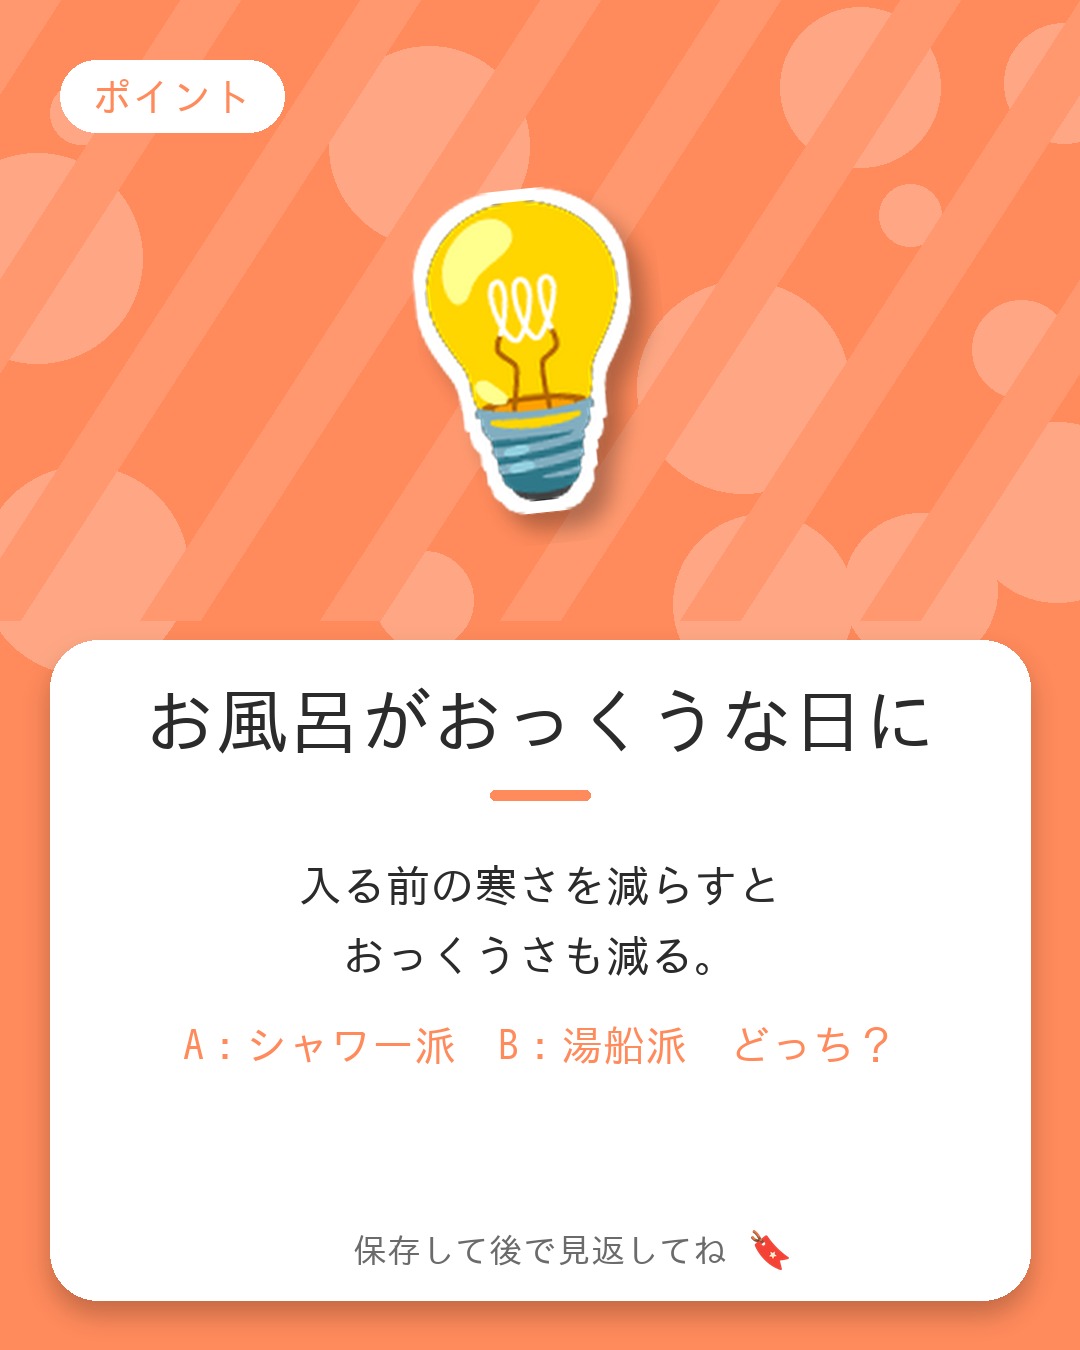 ポイント
お風呂がおっくうな日に
入る前の寒さを減らすと
おっくうさも減る。
A：シャワー派　B：湯船派　どっち？
保存して後で見返してね